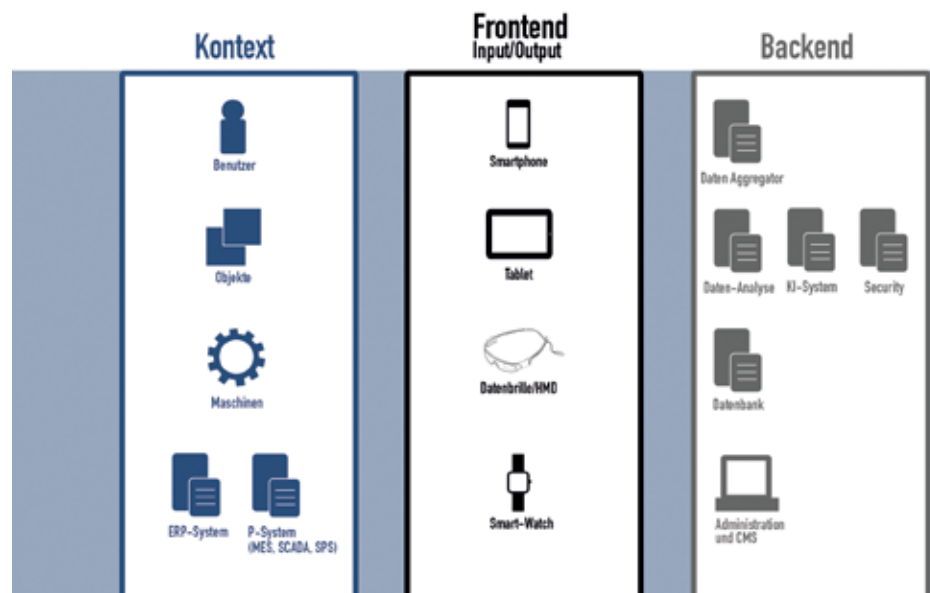 Kontext
Frontend
Input/Output
Backend
Benutzer
Objekte
Maschinen
ERP-System
P-System
(MES, SCADA, SPS)
Smartphone
Tablet
Datenbrille/HMD
Smart-Watch
Daten Aggregator
Daten-Analyse
KI-System
Security
Datenbank
Administration
und CMS